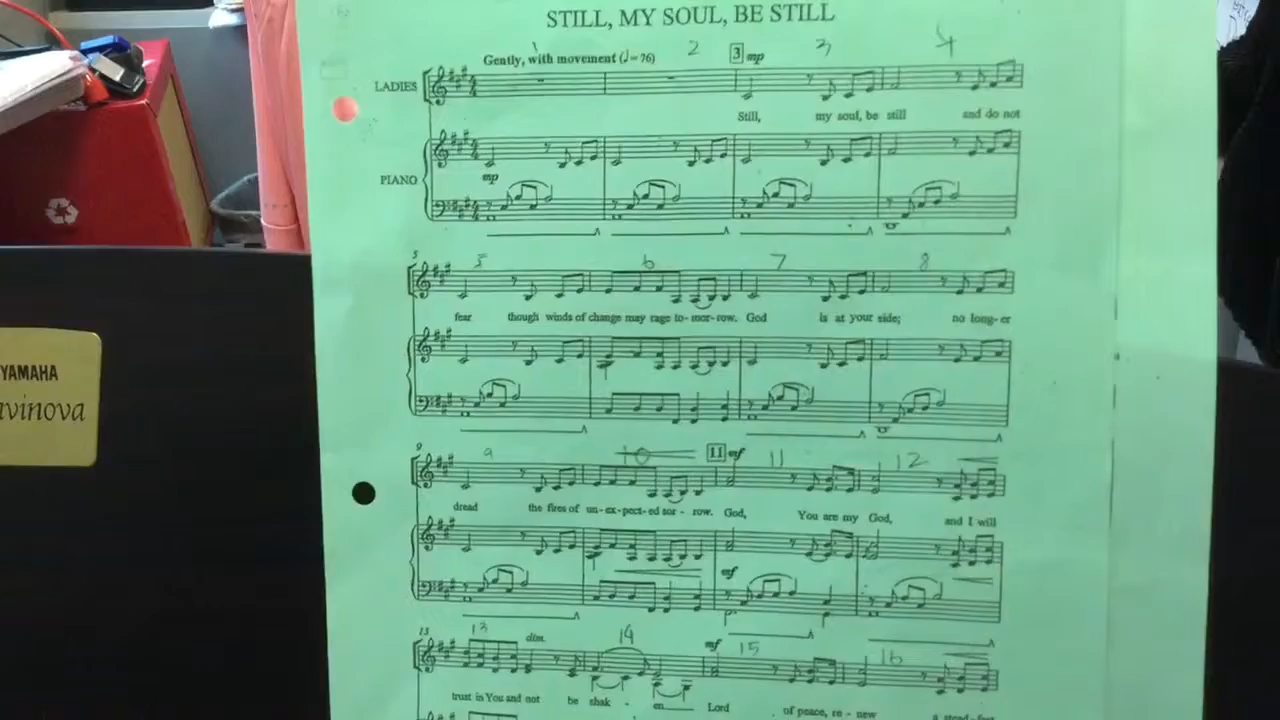 STILL, MY SOUL, BE STILL
Gently, with movement (♩=76)
1 2 3 mp 3 4
LADIES
Still, my soul, be still and do not
PIANO
mp
5
5 6 7 8
fear though winds of change may rage to-mor-row. God is at your side; no long-er
9
9 10 11 mf 11 12
dread the fires of un-ex-pect-ed sor-row. God, You are my God, and I will
mf
13
13 dim. 14 mf 15 16
trust in You and not be shak - en Lord of peace, re - new a stead-fast
YAMAHA